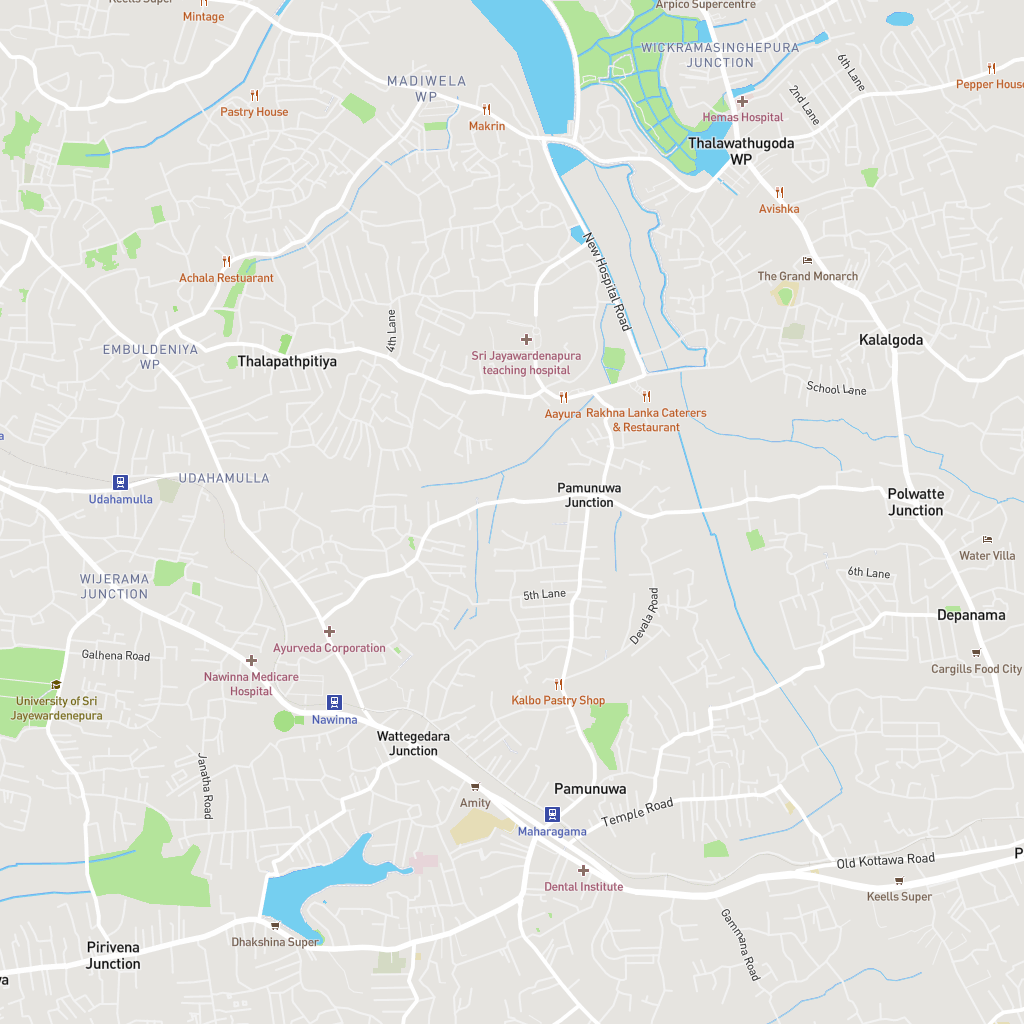 Keells Super
Mintage
Arpico Supercentre
WICKRAMASINGHEPURA
JUNCTION
6th Lane
Pepper House
MADIWELA
WP
Pastry House
Makrin
2nd Lane
Hemas Hospital
Thalawathugoda
WP
Avishka
New Hospital Road
Achala Restuarant
The Grand Monarch
4th Lane
EMBULDENIYA
WP
Thalapathpitiya
Sri Jayawardenapura
teaching hospital
Kalalgoda
School Lane
Aayura
Rakhna Lanka Caterers
& Restaurant
a
UDAHAMULLA
Udahamulla
Pamunuwa
Junction
Polwatte
Junction
Water Villa
WIJERAMA
JUNCTION
6th Lane
5th Lane
Devala Road
Depanama
Ayurveda Corporation
Galhena Road
Nawinna Medicare
Hospital
Cargills Food City
University of Sri
Jayewardenepura
Kalbo Pastry Shop
Nawinna
Wattegedara
Junction
Janatha Road
Pamunuwa
Amity
Temple Road
Maharagama
P
Old Kottawa Road
Dental Institute
Keells Super
Gammana Road
Dhakshina Super
Pirivena
Junction
va